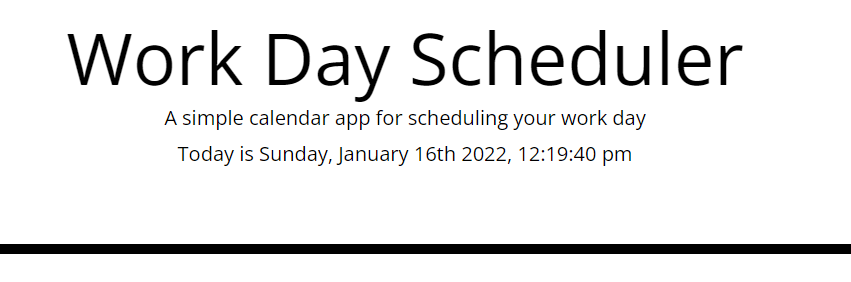 Work Day Scheduler
A simple calendar app for scheduling your work day
Today is Sunday, January 16th 2022, 12:19:40 pm